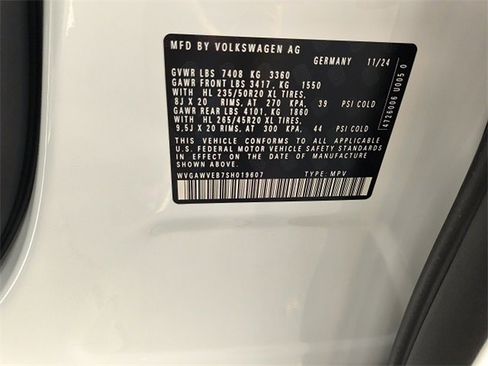 MFD BY VOLKSWAGEN AG
GERMANY 11/24
GVWR LBS 7408 KG 3360
GAWR FRONT LBS 3417, KG 1550
WITH HL 235/50R20 XL TIRES.
8J X 20 RIMS, AT 270 KPA, 39 PSI COLD
GAWR REAR LBS 4101, KG 1860
WITH HL 265/45R20 XL TIRES.
9,5J X 20 RIMS, AT 300 KPA, 44 PSI COLD
THIS VEHICLE CONFORMS TO ALL APPLICABLE
U.S. FEDERAL MOTOR VEHICLE SAFETY STANDARDS
IN EFFECT ON THE DATE OF MANUFACTURE
SHOWN ABOVE.
WVGAWVEB7SH019607 TYPE: MPV
4726006 U005 0